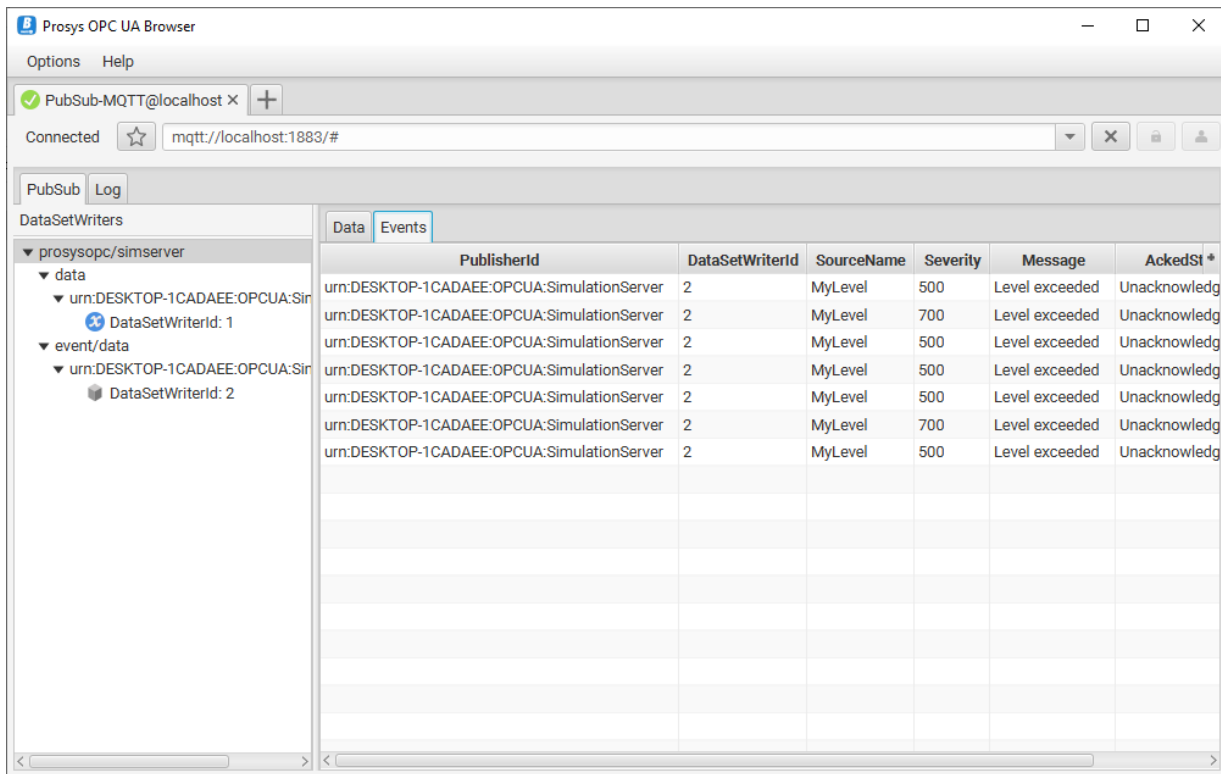 Prosys OPC UA Browser
Options Help
PubSub-MQTT@localhost
Connected mqtt://localhost:1883/#
PubSub Log
DataSetWriters
prosysopc/simserver
data
urn:DESKTOP-1CADAEE:OPCUA:Sin
DataSetWriterId: 1
event/data
urn:DESKTOP-1CADAEE:OPCUA:Sin
DataSetWriterId: 2
Data Events
PublisherId DataSetWriterId SourceName Severity Message AckedSt
urn:DESKTOP-1CADAEE:OPCUA:SimulationServer 2 MyLevel 500 Level exceeded Unacknowledg
urn:DESKTOP-1CADAEE:OPCUA:SimulationServer 2 MyLevel 700 Level exceeded Unacknowledg
urn:DESKTOP-1CADAEE:OPCUA:SimulationServer 2 MyLevel 500 Level exceeded Unacknowledg
urn:DESKTOP-1CADAEE:OPCUA:SimulationServer 2 MyLevel 500 Level exceeded Unacknowledg
urn:DESKTOP-1CADAEE:OPCUA:SimulationServer 2 MyLevel 500 Level exceeded Unacknowledg
urn:DESKTOP-1CADAEE:OPCUA:SimulationServer 2 MyLevel 700 Level exceeded Unacknowledg
urn:DESKTOP-1CADAEE:OPCUA:SimulationServer 2 MyLevel 500 Level exceeded Unacknowledg